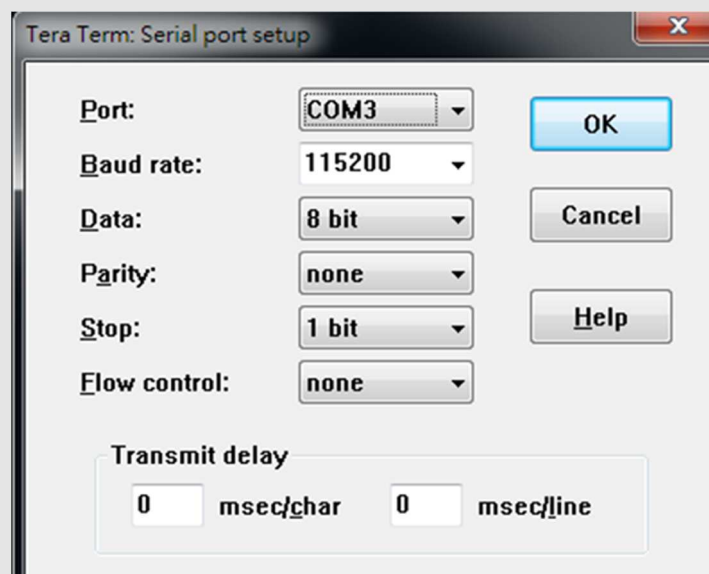 Tera Term: Serial port setup
Port: COM3
OK
Baud rate: 115200
Data: 8 bit
Cancel
Parity: none
Stop: 1 bit
Help
Flow control: none
Transmit delay
0 msec/char 0 msec/line